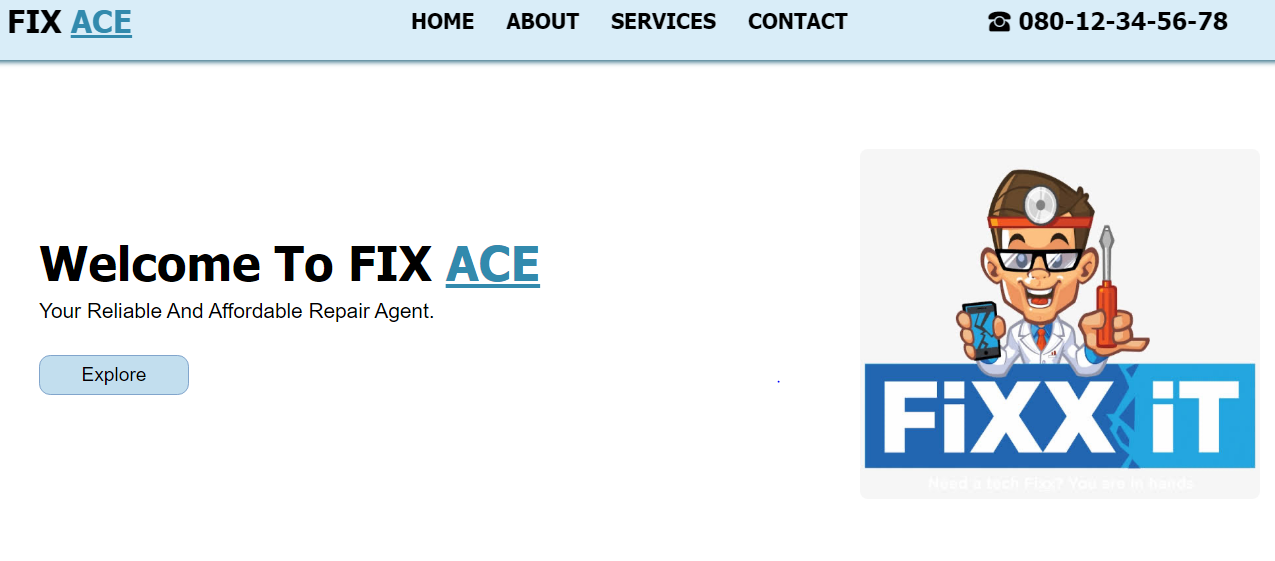 FIX ACE HOME ABOUT SERVICES CONTACT ☎ 080-12-34-56-78
Welcome To FIX ACE
Your Reliable And Affordable Repair Agent.
Explore
FiXX iT
Need a tech Fixx? You are in hands